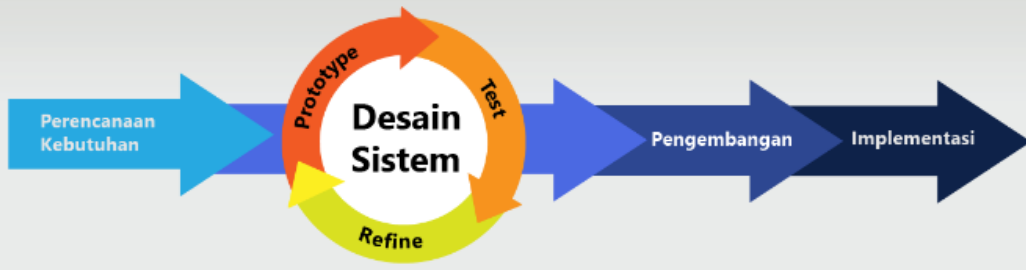 Perencanaan
Kebutuhan
Prototype
Test
Refine
Desain
Sistem
Pengembangan
Implementasi